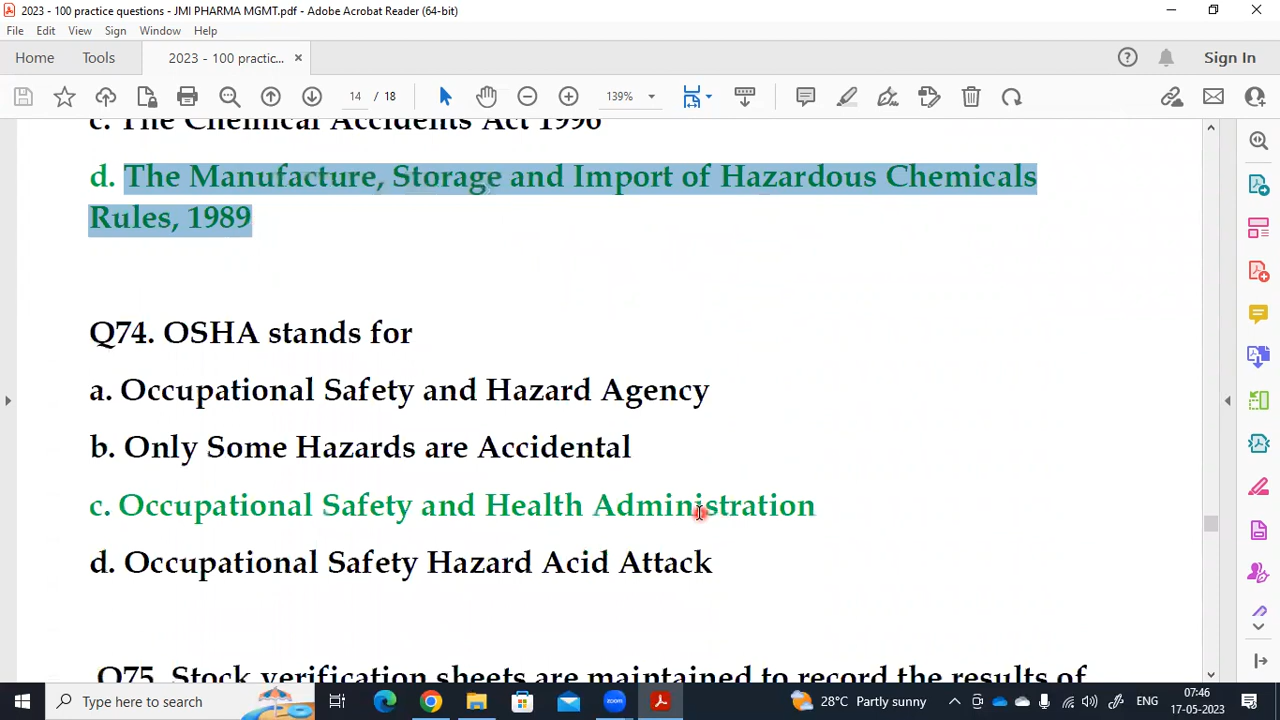 2023 - 100 practice questions - JMI PHARMA MGMT.pdf - Adobe Acrobat Reader (64-bit)
File Edit View Sign Window Help
Home Tools 2023 - 100 practic... × Sign In
14 / 18 139%
c. The Chemical Accidents Act 1996
d. The Manufacture, Storage and Import of Hazardous Chemicals
Rules, 1989
Q74. OSHA stands for
a. Occupational Safety and Hazard Agency
b. Only Some Hazards are Accidental
c. Occupational Safety and Health Administration
d. Occupational Safety Hazard Acid Attack
Q75. Stock verification sheets are maintained to record the results of
Type here to search zoom 28°C Partly sunny ENG 07:46
17-05-2023